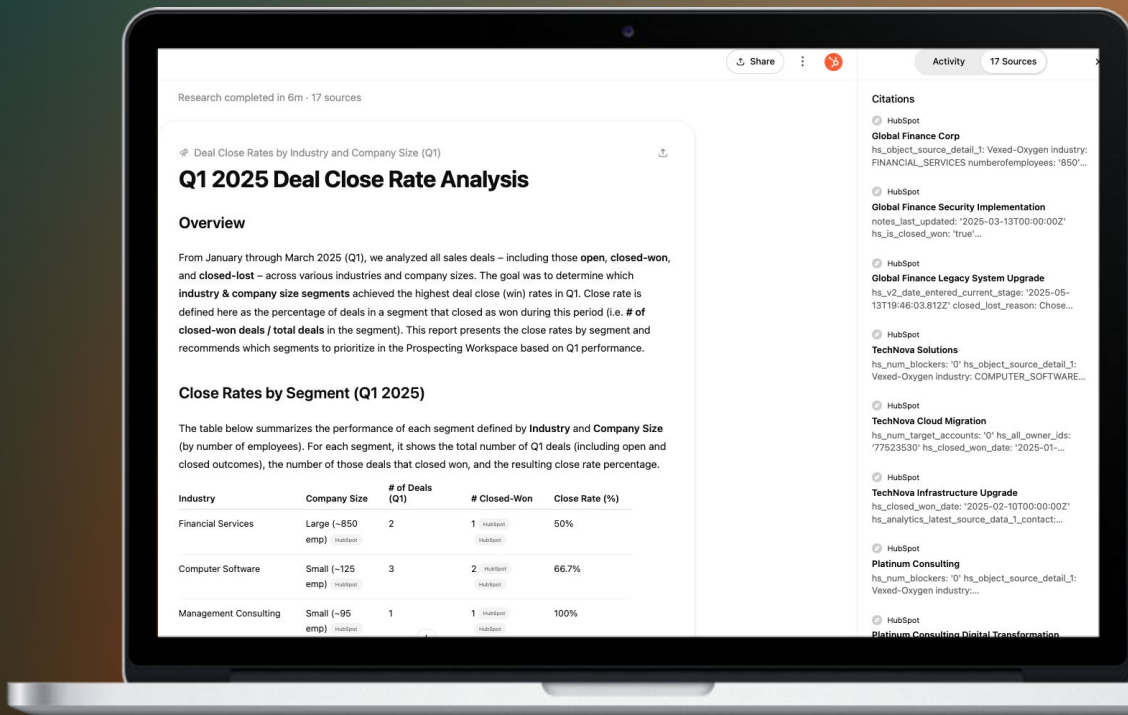 Share
Activity
17 Sources
Research completed in 6m · 17 sources
Deal Close Rates by Industry and Company Size (Q1)
Q1 2025 Deal Close Rate Analysis
Overview
From January through March 2025 (Q1), we analyzed all sales deals – including those open, closed-won,
and closed-lost – across various industries and company sizes. The goal was to determine which
industry & company size segments achieved the highest deal close (win) rates in Q1. Close rate is
defined here as the percentage of deals in a segment that closed as won during this period (i.e. # of
closed-won deals / total deals in the segment). This report presents the close rates by segment and
recommends which segments to prioritize in the Prospecting Workspace based on Q1 performance.
Close Rates by Segment (Q1 2025)
The table below summarizes the performance of each segment defined by Industry and Company Size
(by number of employees). For each segment, it shows the total number of Q1 deals (including open and
closed outcomes), the number of those deals that closed won, and the resulting close rate percentage.
# of Deals
Industry Company Size (Q1) # Closed-Won Close Rate (%)
Financial Services Large (~850 2 1 HubSpot 50%
emp) HubSpot HubSpot
Computer Software Small (~125 3 2 HubSpot 66.7%
emp) HubSpot HubSpot
Management Consulting Small (~95 1 1 HubSpot 100%
emp) HubSpot HubSpot
Citations
HubSpot
Global Finance Corp
hs_object_source_detail_1: Vexed-Oxygen industry:
FINANCIAL_SERVICES numberofemployees: '850'...
HubSpot
Global Finance Security Implementation
notes_last_updated: '2025-03-13T00:00:00Z'
hs_is_closed_won: 'true'...
HubSpot
Global Finance Legacy System Upgrade
hs_v2_date_entered_current_stage: '2025-05-
13T19:46:03.812Z' closed_lost_reason: Chose...
HubSpot
TechNova Solutions
hs_num_blockers: '0' hs_object_source_detail_1:
Vexed-Oxygen industry: COMPUTER_SOFTWARE...
HubSpot
TechNova Cloud Migration
hs_num_target_accounts: '0' hs_all_owner_ids:
'77523530' hs_closed_won_date: '2025-01-...
HubSpot
TechNova Infrastructure Upgrade
hs_closed_won_date: '2025-02-10T00:00:00Z'
hs_analytics_latest_source_data_1_contact:...
HubSpot
Platinum Consulting
hs_num_blockers: '0' hs_object_source_detail_1:
Vexed-Oxygen industry:...
HubSpot
Platinum Consulting Digital Transformation